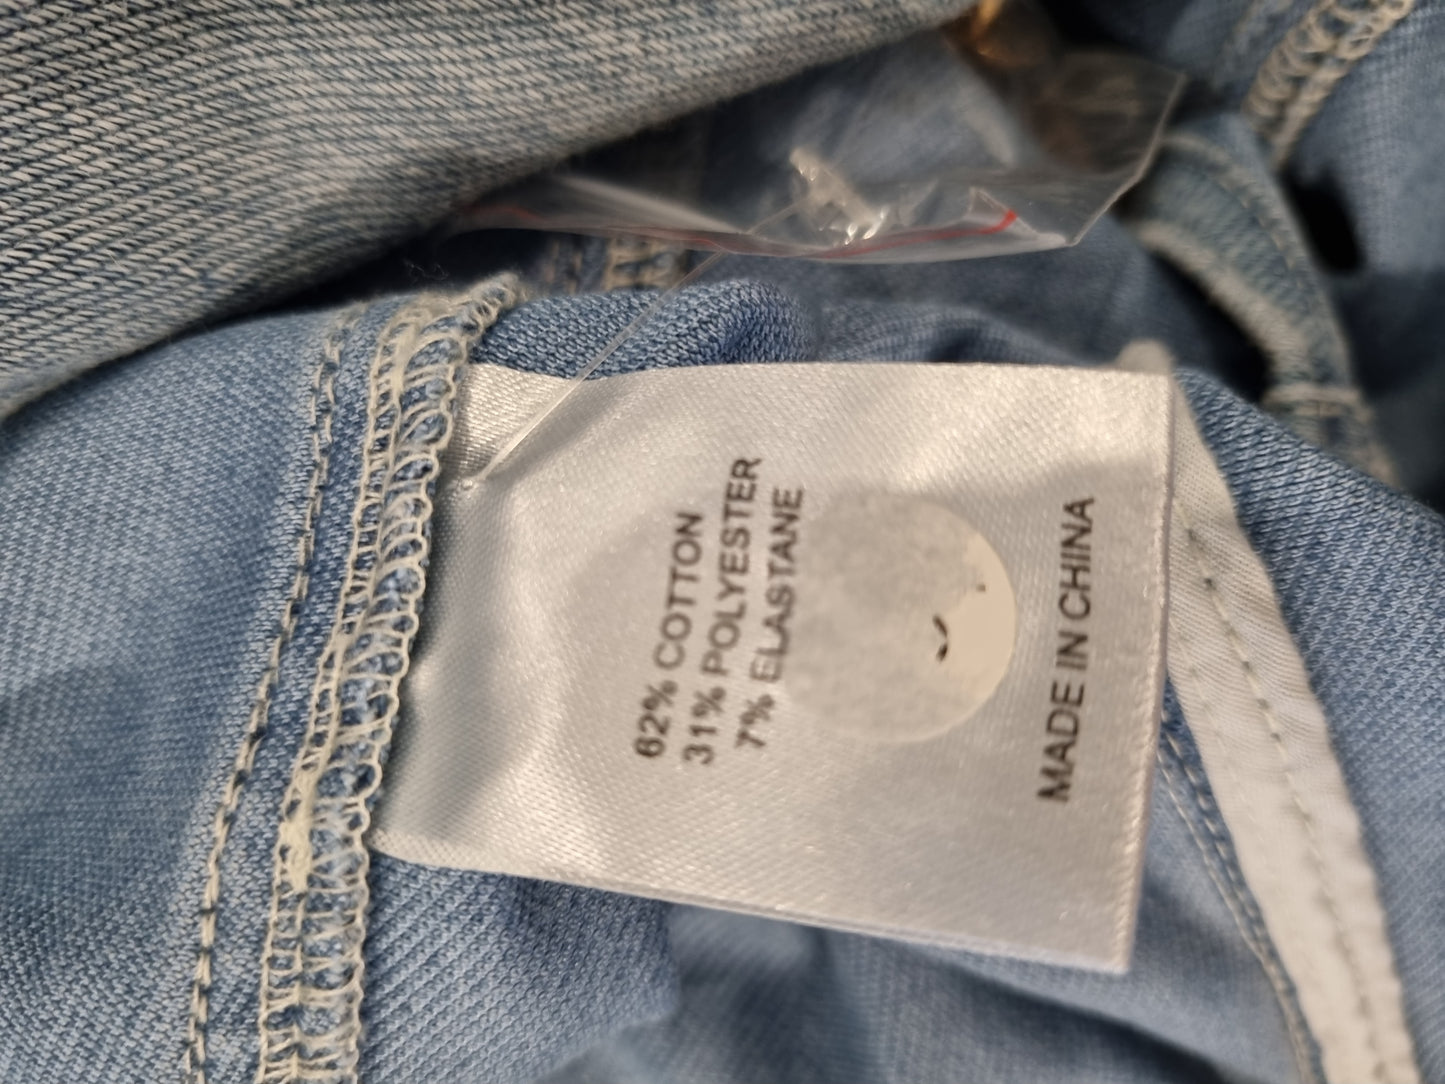 62% COTTON
31% POLYESTER
7% ELASTANE
MADE IN CHINA